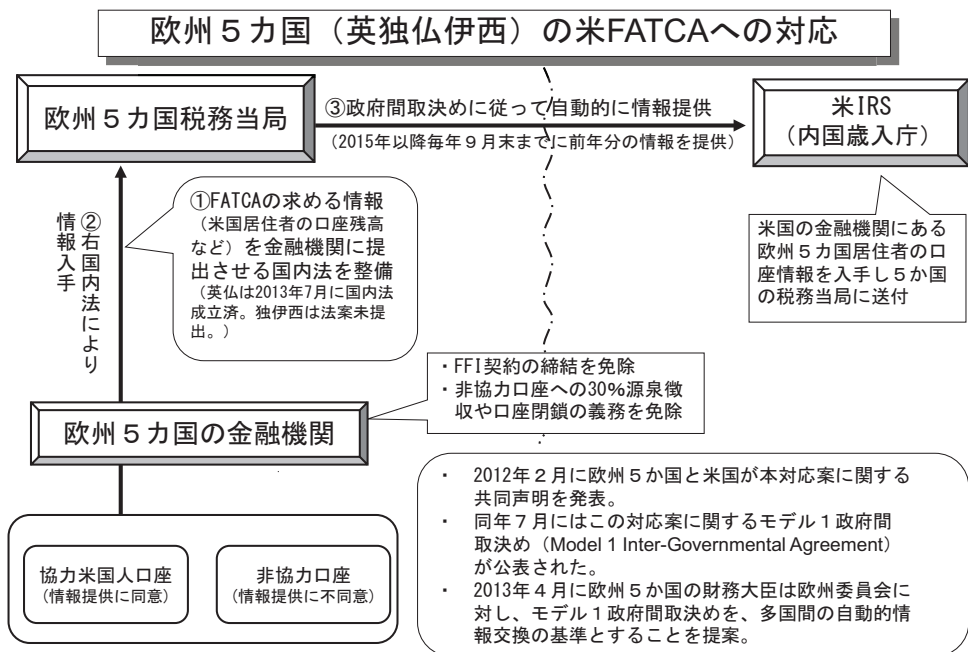 欧州５カ国（英独仏伊西）の米FATCAへの対応
欧州５カ国税務当局
③政府間取決めに従って自動的に情報提供
（2015年以降毎年９月末までに前年分の情報を提供）
米IRS
（内国歳入庁）
②右国内法により
情報入手
①FATCAの求める情報
（米国居住者の口座残高
など）を金融機関に提
出させる国内法を整備
（英仏は2013年7月に国内法
成立済。独伊西は法案未提
出。）
米国の金融機関にある
欧州５カ国居住者の口
座情報を入手し５か国
の税務当局に送付
・FFI契約の締結を免除
・非協力口座への30%源泉徴
収や口座閉鎖の義務を免除
欧州５カ国の金融機関
協力米国人口座
（情報提供に同意）
非協力口座
（情報提供に不同意）
・ 2012年２月に欧州５か国と米国が本対応案に関する
共同声明を発表。
・ 同年７月にはこの対応案に関するモデル１政府間
取決め（Model 1 Inter-Governmental Agreement）
が公表された。
・ 2013年４月に欧州５か国の財務大臣は欧州委員会に
対し、モデル１政府間取決めを、多国間の自動的情
報交換の基準とすることを提案。